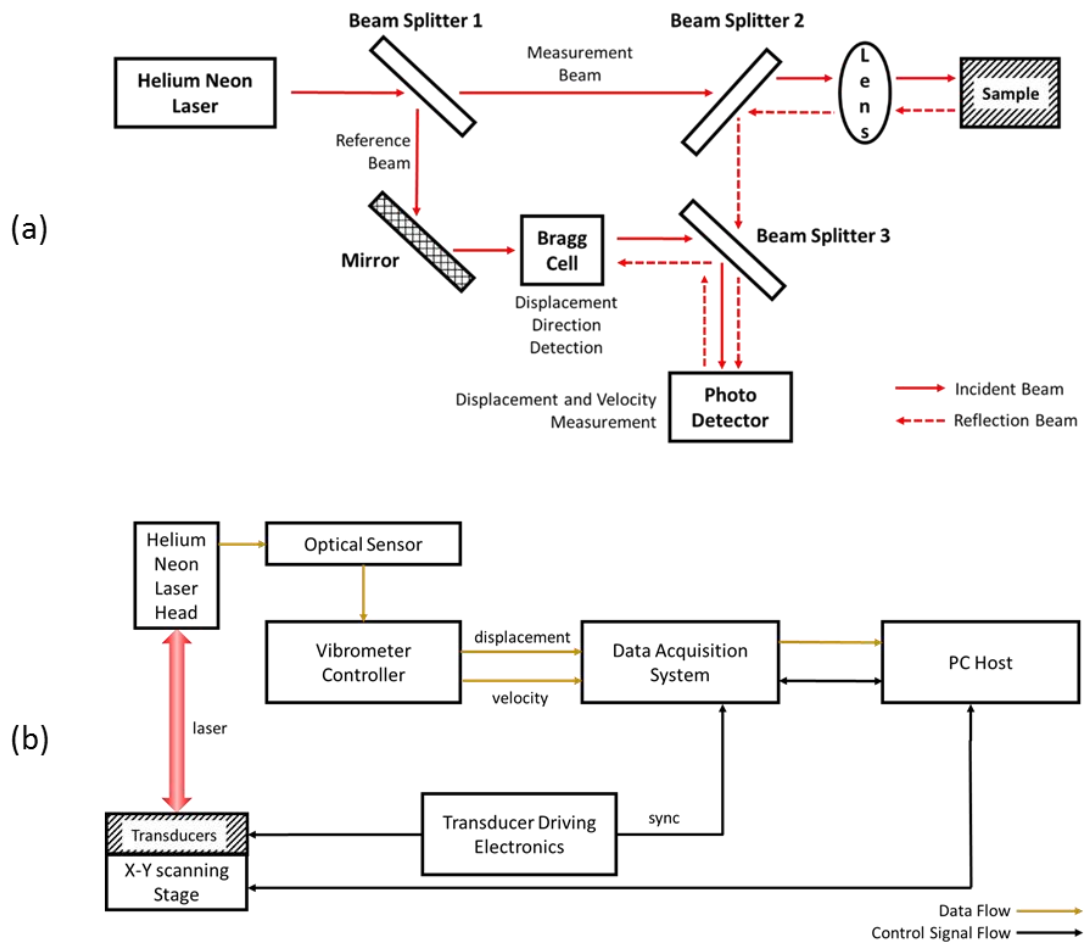 Beam Splitter 1
Beam Splitter 2
Helium Neon
Laser
Measurement
Beam
L
e
n
s
Sample
Reference
Beam
(a)
Mirror
Bragg
Cell
Beam Splitter 3
Displacement
Direction
Detection
Displacement and Velocity
Measurement
Photo
Detector
Incident Beam
Reflection Beam
Helium
Neon
Laser
Head
Optical Sensor
Vibrometer
Controller
displacement
velocity
Data Acquisition
System
PC Host
(b)
laser
Transducers
X-Y scanning
Stage
Transducer Driving
Electronics
sync
Data Flow
Control Signal Flow